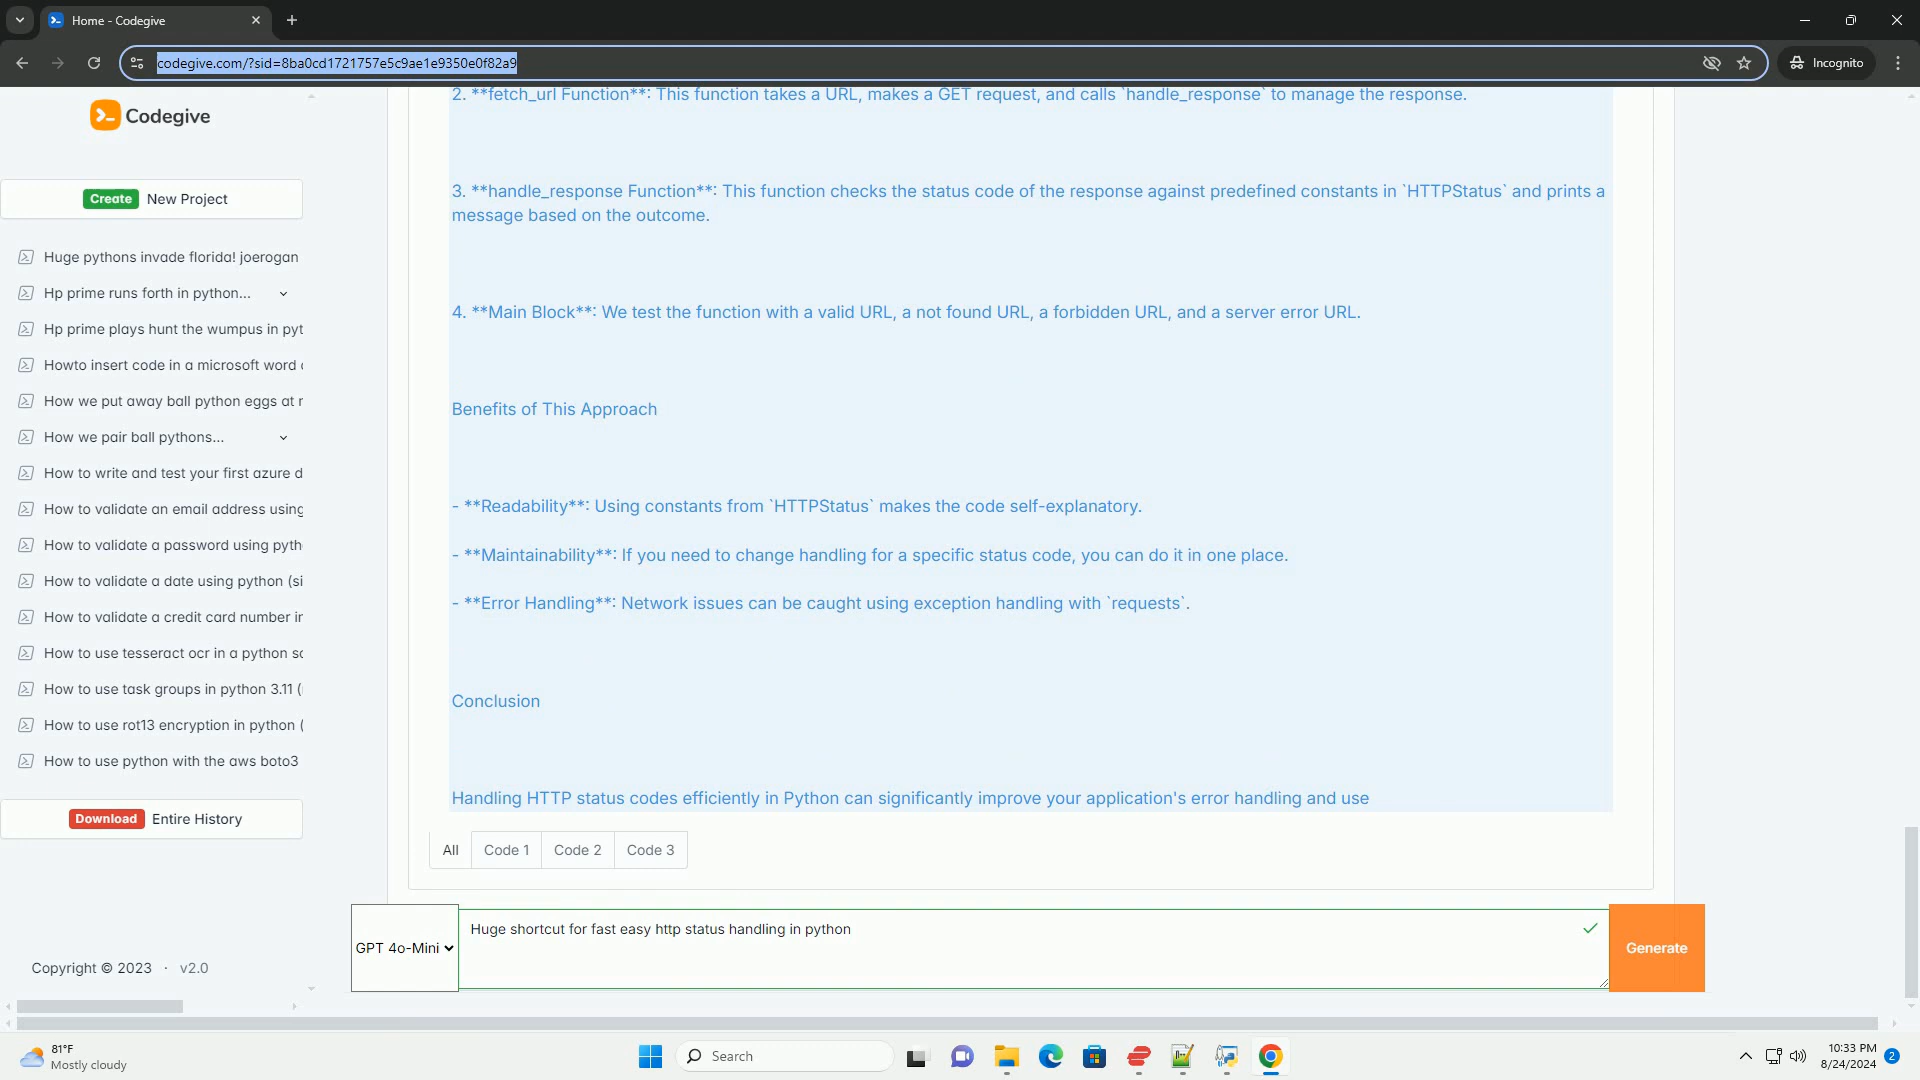 Home - Codegive
codegive.com/?sid=8ba0cd1721757e5c9ae1e9350e0f82a9
Incognito
Codegive
Create New Project
Huge pythons invade florida! joerogan
Hp prime runs forth in python...
Hp prime plays hunt the wumpus in pyt
Howto insert code in a microsoft word
How we put away ball python eggs at r
How we pair ball pythons...
How to write and test your first azure d
How to validate an email address using
How to validate a password using pyth
How to validate a date using python (si
How to validate a credit card number in
How to use tesseract ocr in a python sc
How to use task groups in python 3.11 (
How to use rot13 encryption in python (
How to use python with the aws boto3
Download Entire History
Copyright © 2023 · v2.0
2. **fetch_url Function**: This function takes a URL, makes a GET request, and calls `handle_response` to manage the response.
3. **handle_response Function**: This function checks the status code of the response against predefined constants in `HTTPStatus` and prints a
message based on the outcome.
4. **Main Block**: We test the function with a valid URL, a not found URL, a forbidden URL, and a server error URL.
Benefits of This Approach
- **Readability**: Using constants from `HTTPStatus` makes the code self-explanatory.
- **Maintainability**: If you need to change handling for a specific status code, you can do it in one place.
- **Error Handling**: Network issues can be caught using exception handling with `requests`.
Conclusion
Handling HTTP status codes efficiently in Python can significantly improve your application's error handling and use
All Code 1 Code 2 Code 3
GPT 4o-Mini
Huge shortcut for fast easy http status handling in python
Generate
81°F
Mostly cloudy
Search
10:33 PM
8/24/2024
2